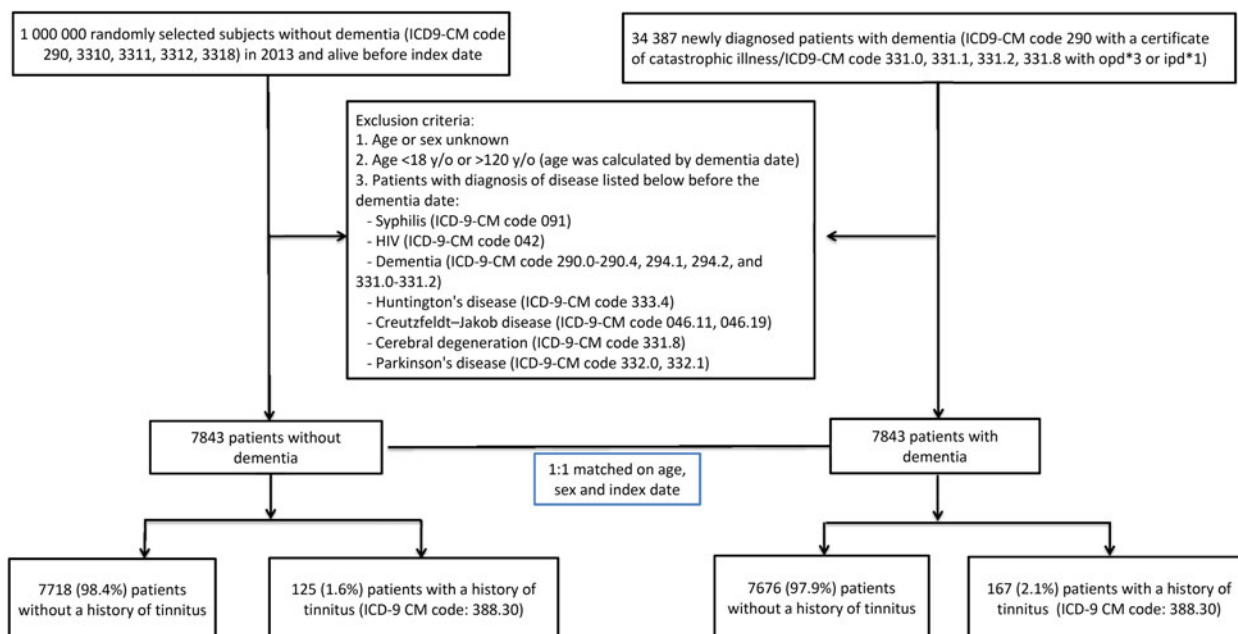 1 000 000 randomly selected subjects without dementia (ICD9-CM code
290, 3310, 3311, 3312, 3318) in 2013 and alive before index date
34 387 newly diagnosed patients with dementia (ICD9-CM code 290 with a certificate
of catastrophic illness/ICD9-CM code 331.0, 331.1, 331.2, 331.8 with opd*3 or ipd*1)
Exclusion criteria:
1. Age or sex unknown
2. Age <18 y/o or >120 y/o (age was calculated by dementia date)
3. Patients with diagnosis of disease listed below before the
dementia date:
- Syphilis (ICD-9-CM code 091)
- HIV (ICD-9-CM code 042)
- Dementia (ICD-9-CM code 290.0-290.4, 294.1, 294.2, and
331.0-331.2)
- Huntington's disease (ICD-9-CM code 333.4)
- Creutzfeldt–Jakob disease (ICD-9-CM code 046.11, 046.19)
- Cerebral degeneration (ICD-9-CM code 331.8)
- Parkinson's disease (ICD-9-CM code 332.0, 332.1)
7843 patients without
dementia
7843 patients with
dementia
1:1 matched on age,
sex and index date
7718 (98.4%) patients
without a history of tinnitus
125 (1.6%) patients with a history of
tinnitus (ICD-9 CM code: 388.30)
7676 (97.9%) patients
without a history of tinnitus
167 (2.1%) patients with a history of
tinnitus (ICD-9 CM code: 388.30)